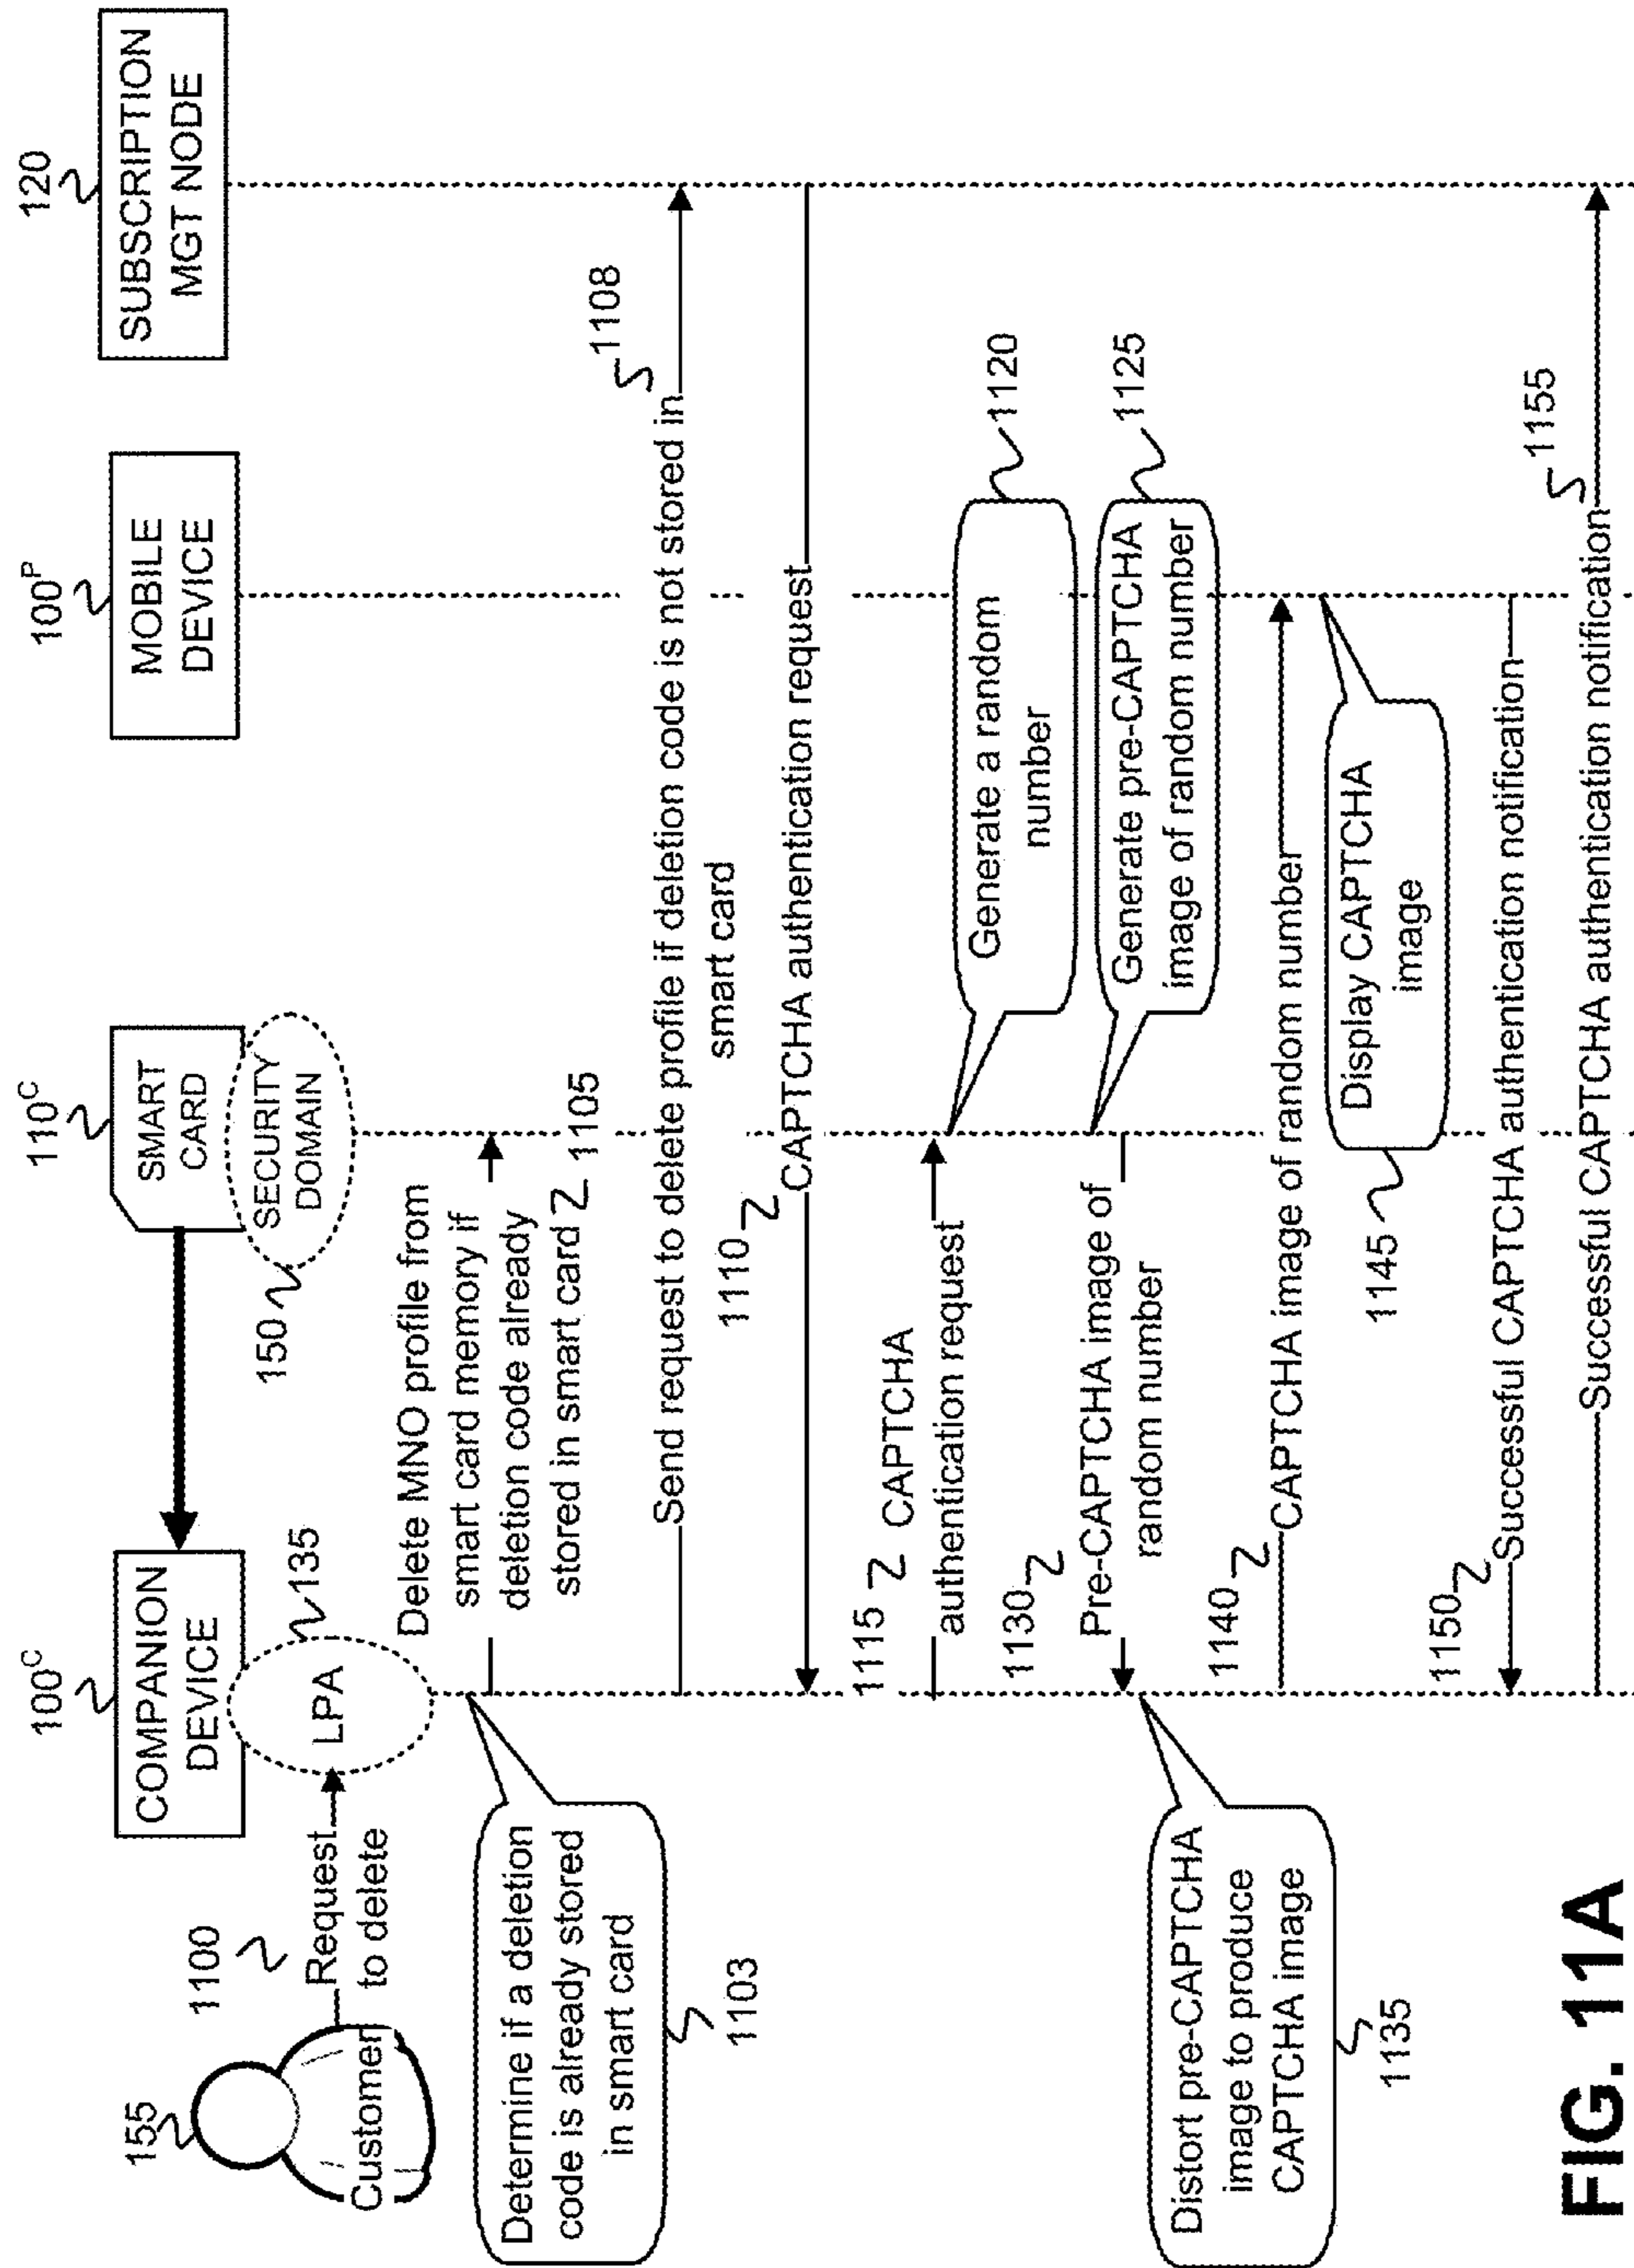 100C
COMPANION
DEVICE
LPA
135
110C
SMART
CARD
SECURITY
DOMAIN
150
100P
MOBILE
DEVICE
120
SUBSCRIPTION
MGT NODE
155
Customer
1100
Request
to delete
Determine if a deletion
code is already stored
in smart card
1103
Delete MNO profile from
smart card memory if
deletion code already
stored in smart card
1105
Send request to delete profile if deletion code is not stored in
smart card
1108
1110
CAPTCHA authentication request
1115
CAPTCHA
authentication request
Generate a random
number
1120
Generate pre-CAPTCHA
image of random number
1125
1130
Pre-CAPTCHA image of
random number
Distort pre-CAPTCHA
image to produce
CAPTCHA image
1135
1140
CAPTCHA image of random number
Display CAPTCHA
image
1145
1150
Successful CAPTCHA authentication notification
1155
Successful CAPTCHA authentication notification
FIG. 11A